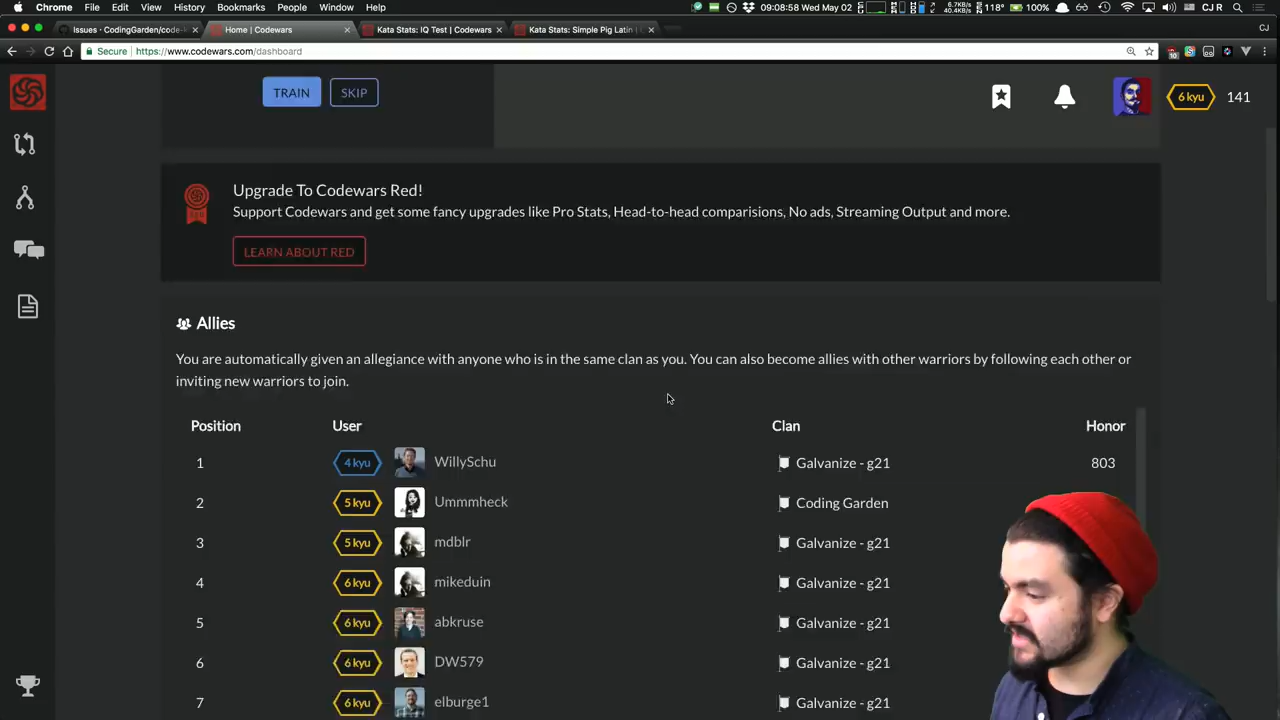 Chrome File Edit View History Bookmarks People Window Help 118° 100% 09:08:58 Wed May 02 CJ R
Issues · CodingGarden/code- Home | Codewars Kata Stats: IQ Test | Codewars Kata Stats: Simple Pig Latin | CJ
Secure https://www.codewars.com/dashboard
TRAIN SKIP 6 kyu 141
Upgrade To Codewars Red!
Support Codewars and get some fancy upgrades like Pro Stats, Head-to-head comparisions, No ads, Streaming Output and more.
LEARN ABOUT RED
Allies
You are automatically given an allegiance with anyone who is in the same clan as you. You can also become allies with other warriors by following each other or
inviting new warriors to join.
Position User Clan Honor
1 4 kyu WillySchu Galvanize - g21 803
2 5 kyu Ummmheck Coding Garden
3 5 kyu mdblr Galvanize - g21
4 6 kyu mikeduin Galvanize - g21
5 6 kyu abkruse Galvanize - g21
6 6 kyu DW579 Galvanize - g21
7 6 kyu elburge1 Galvanize - g21